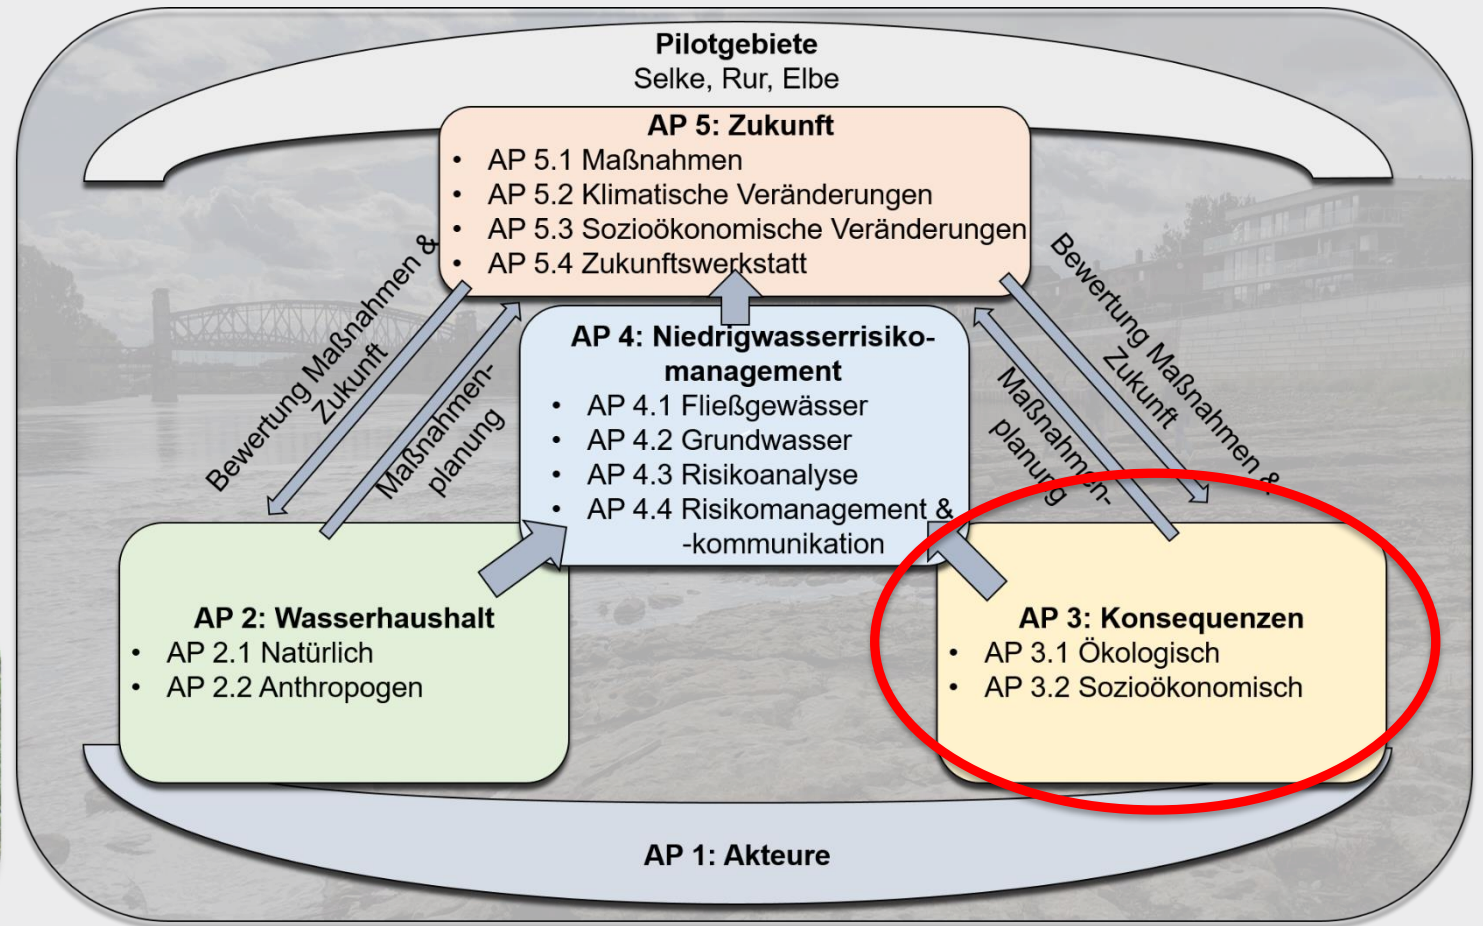 Pilotgebiete
Selke, Rur, Elbe
AP 5: Zukunft
• AP 5.1 Maßnahmen
• AP 5.2 Klimatische Veränderungen
• AP 5.3 Sozioökonomische Veränderungen
• AP 5.4 Zukunftswerkstatt
Bewertung Maßnahmen &
Zukunft
Maßnahmen-
planung
AP 4: Niedrigwasserrisiko-
management
• AP 4.1 Fließgewässer
• AP 4.2 Grundwasser
• AP 4.3 Risikoanalyse
• AP 4.4 Risikomanagement &
-kommunikation
Bewertung Maßnahmen &
Zukunft
Maßnahmen-
planung
AP 2: Wasserhaushalt
• AP 2.1 Natürlich
• AP 2.2 Anthropogen
AP 3: Konsequenzen
• AP 3.1 Ökologisch
• AP 3.2 Sozioökonomisch
AP 1: Akteure